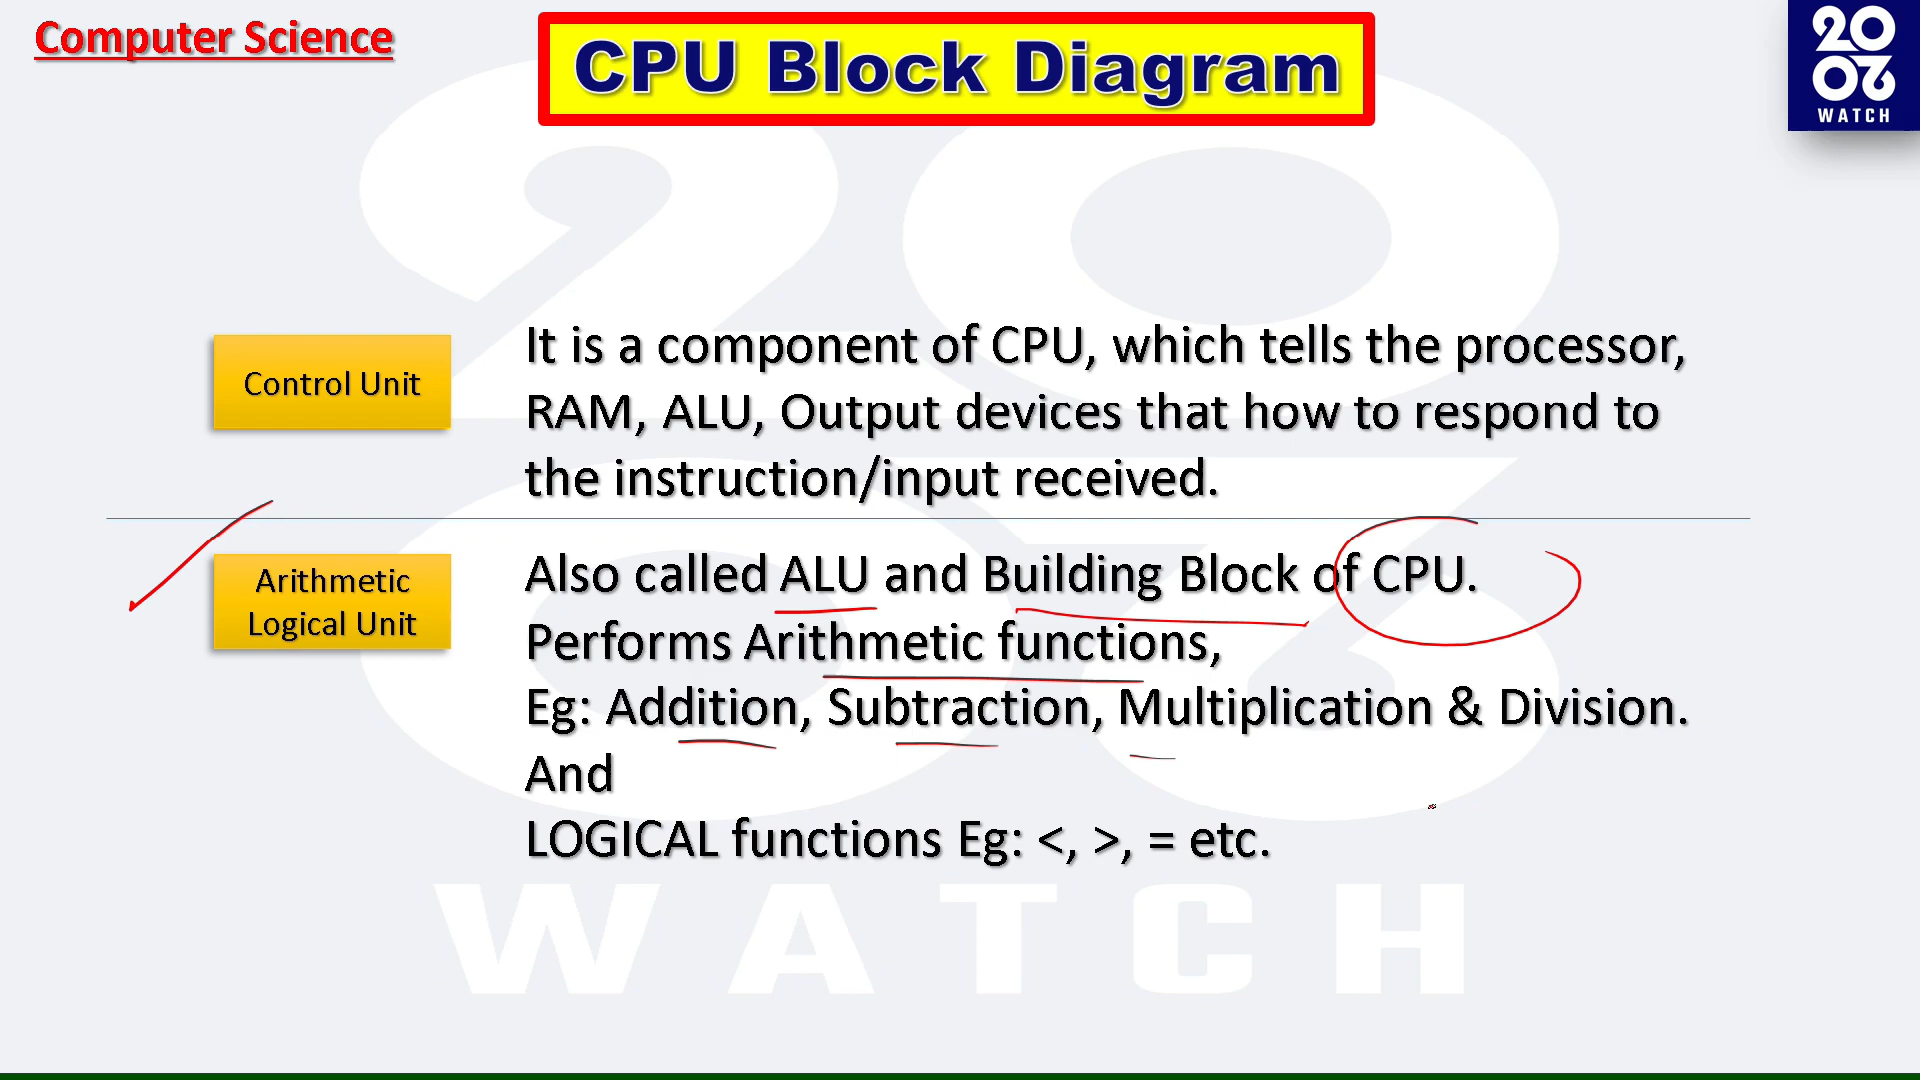 Computer Science
CPU Block Diagram
20
02
WATCH
Control Unit
It is a component of CPU, which tells the processor,
RAM, ALU, Output devices that how to respond to
the instruction/input received.
Arithmetic
Logical Unit
Also called ALU and Building Block of CPU.
Performs Arithmetic functions,
Eg: Addition, Subtraction, Multiplication & Division.
And
LOGICAL functions Eg: <, >, = etc.
WATCH